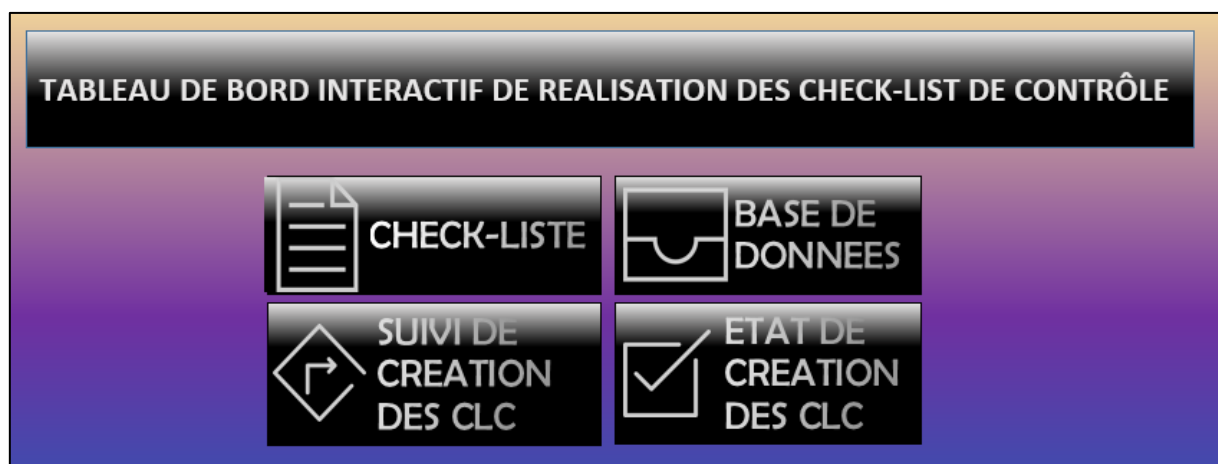 TABLEAU DE BORD INTERACTIF DE REALISATION DES CHECK-LIST DE CONTRÔLE
CHECK-LISTE
BASE DE
DONNEES
SUIVI DE
CREATION
DES CLC
ETAT DE
CREATION
DES CLC